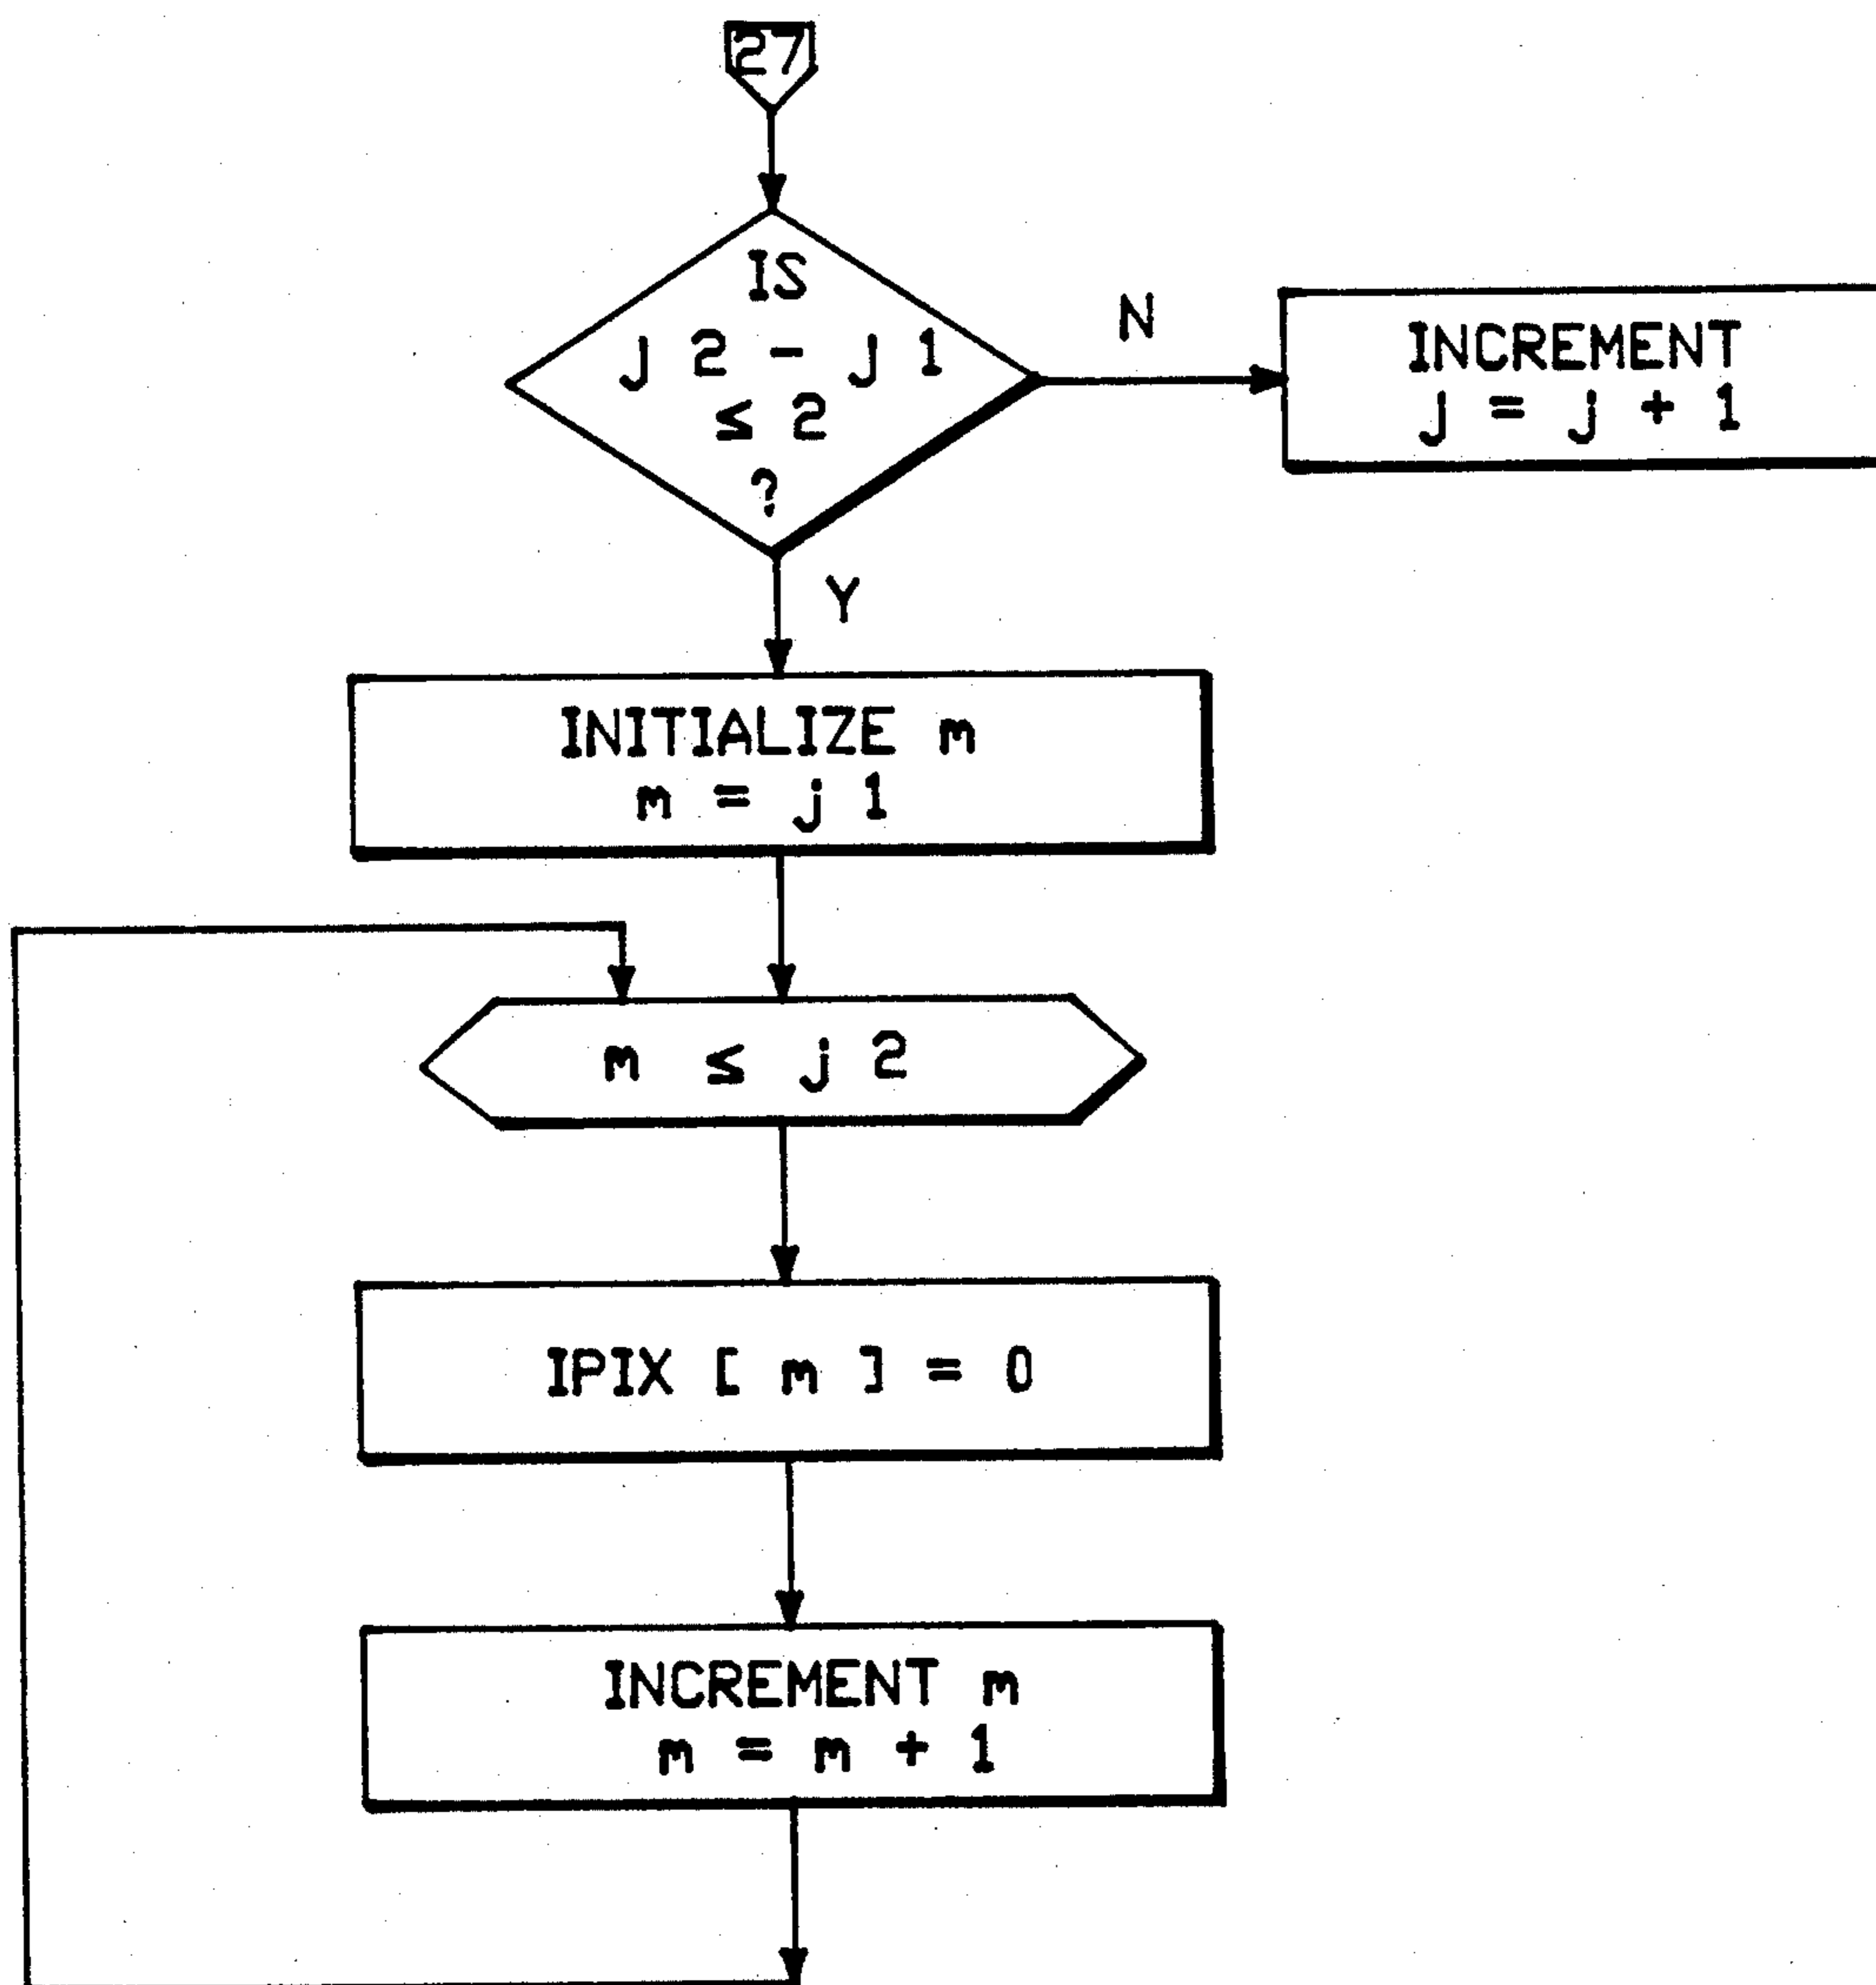 27
IS
j 2 - j 1
≤ 2
?
N
INCREMENT
j = j + 1
Y
INITIALIZE m
m = j 1
m ≤ j 2
IPIX [ m ] = 0
INCREMENT m
m = m + 1